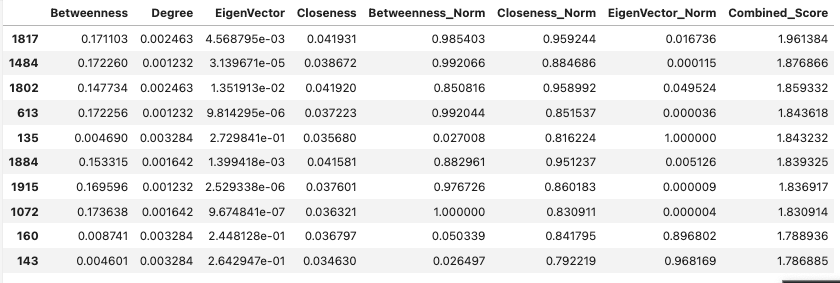 Betweenness Degree EigenVector Closeness Betweenness_Norm Closeness_Norm EigenVector_Norm Combined_Score
1817 0.171103 0.002463 4.568795e-03 0.041931 0.985403 0.959244 0.016736 1.961384
1484 0.172260 0.001232 3.139671e-05 0.038672 0.992066 0.884686 0.000115 1.876866
1802 0.147734 0.002463 1.351913e-02 0.041920 0.850816 0.958992 0.049524 1.859332
613 0.172256 0.001232 9.814295e-06 0.037223 0.992044 0.851537 0.000036 1.843618
135 0.004690 0.003284 2.729841e-01 0.035680 0.027008 0.816224 1.000000 1.843232
1884 0.153315 0.001642 1.399418e-03 0.041581 0.882961 0.951237 0.005126 1.839325
1915 0.169596 0.001232 2.529338e-06 0.037601 0.976726 0.860183 0.000009 1.836917
1072 0.173638 0.001642 9.674841e-07 0.036321 1.000000 0.830911 0.000004 1.830914
160 0.008741 0.003284 2.448128e-01 0.036797 0.050339 0.841795 0.896802 1.788936
143 0.004601 0.003284 2.642947e-01 0.034630 0.026497 0.792219 0.968169 1.786885